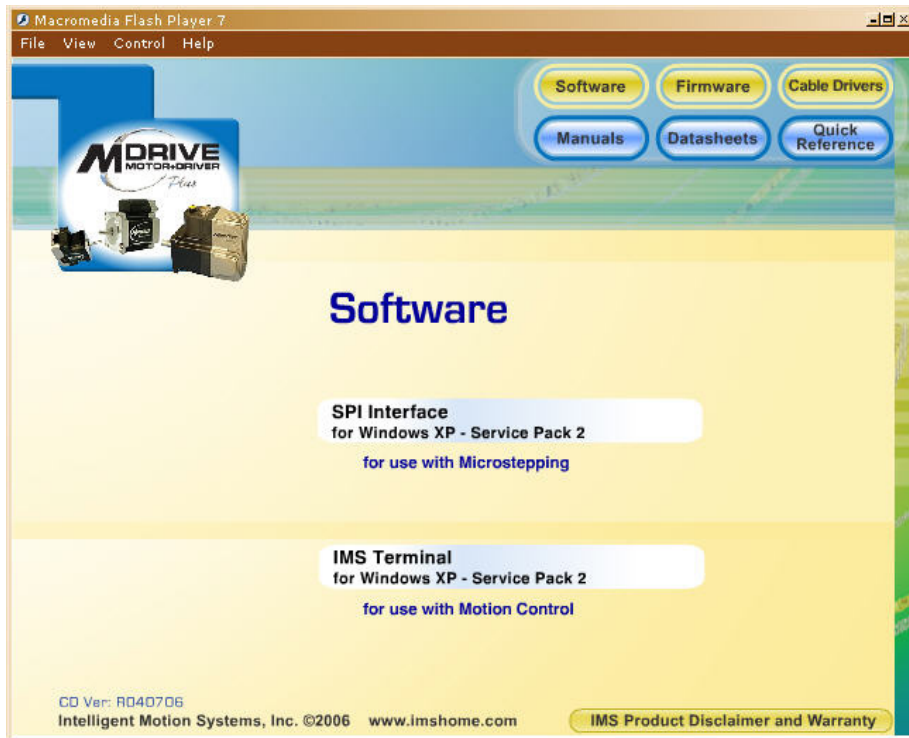 Macromedia Flash Player 7
File View Control Help
Software Firmware Cable Drivers
Manuals Datasheets Quick Reference
MDRIVE
MOTOR+DRIVER
Plus
Software
SPI Interface
for Windows XP - Service Pack 2
for use with Microstepping
IMS Terminal
for Windows XP - Service Pack 2
for use with Motion Control
CD Ver: R040706
Intelligent Motion Systems, Inc. ©2006 www.imshome.com
IMS Product Disclaimer and Warranty